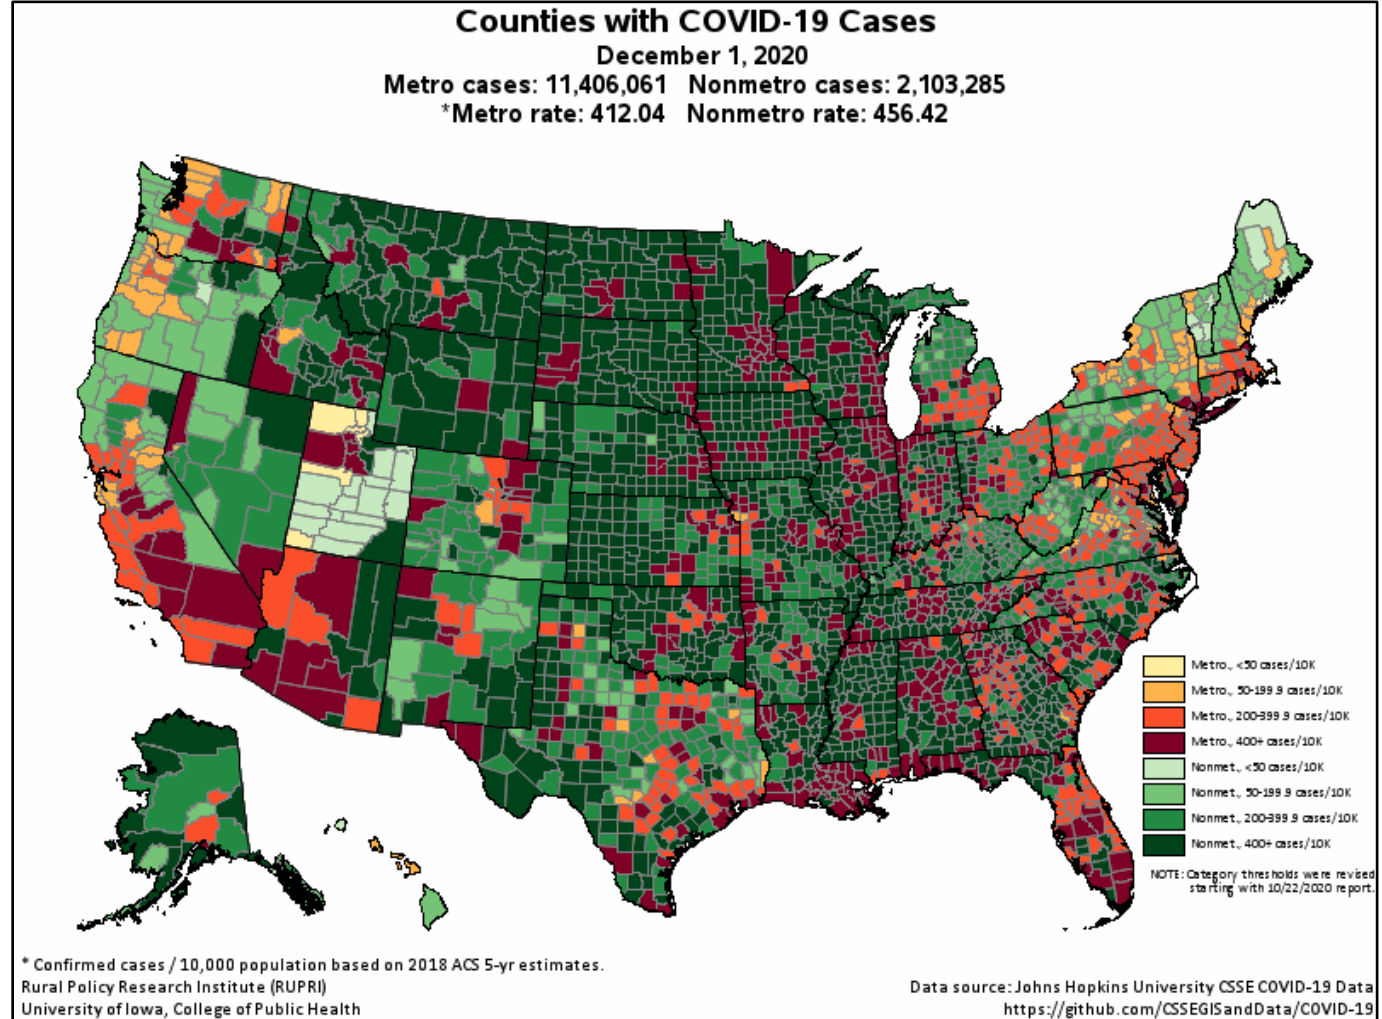 Counties with COVID-19 Cases
December 1, 2020
Metro cases: 11,406,061 Nonmetro cases: 2,103,285
*Metro rate: 412.04 Nonmetro rate: 456.42
Metro., <50 cases/10K
Metro., 50-199.9 cases/10K
Metro., 200-399.9 cases/10K
Metro., 400+ cases/10K
Nonmet., <50 cases/10K
Nonmet., 50-199.9 cases/10K
Nonmet., 200-399.9 cases/10K
Nonmet., 400+ cases/10K
NOTE: Category thresholds were revised
starting with 10/22/2020 report.
* Confirmed cases / 10,000 population based on 2018 ACS 5-yr estimates.
Rural Policy Research Institute (RUPRI)
University of Iowa, College of Public Health
Data source: Johns Hopkins University CSSE COVID-19 Data
https://github.com/CSSEGISandData/COVID-19